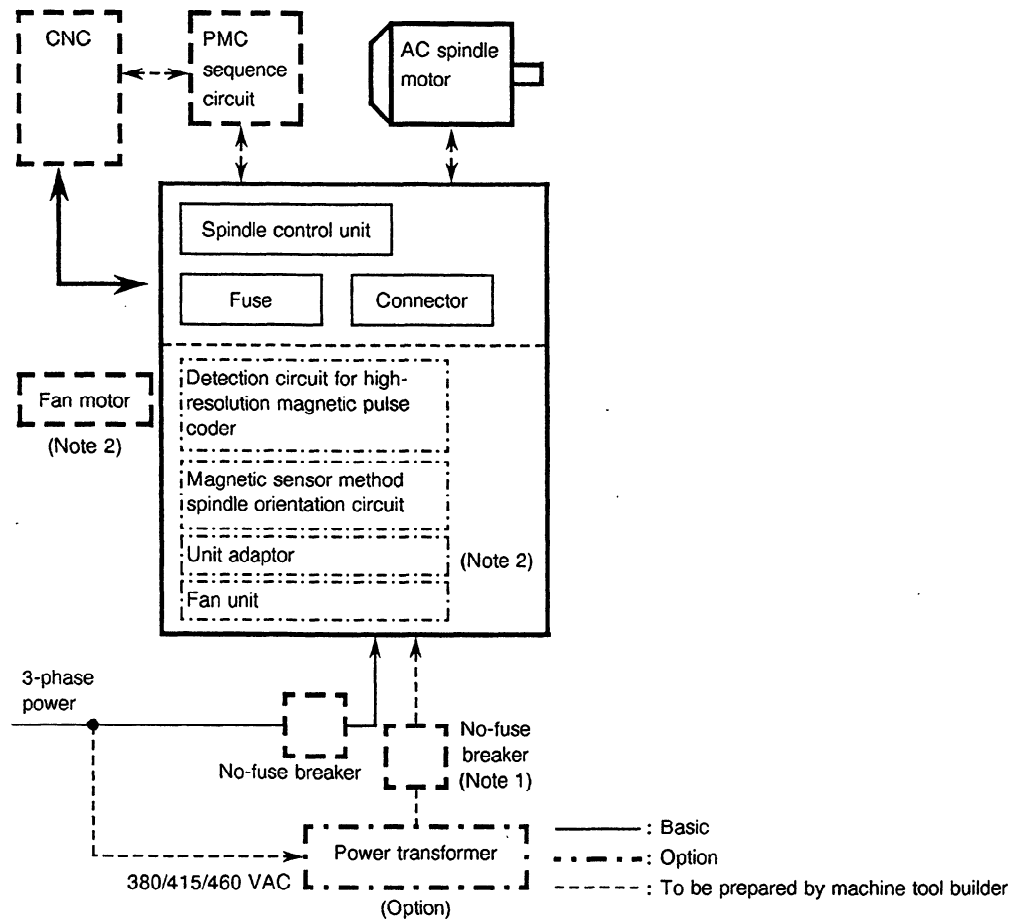 CNC
PMC
sequence
circuit
AC spindle
motor
Spindle control unit
Fuse
Connector
Fan motor
(Note 2)
Detection circuit for high-
resolution magnetic pulse
coder
Magnetic sensor method
spindle orientation circuit
Unit adaptor
(Note 2)
Fan unit
3-phase
power
No-fuse breaker
No-fuse
breaker
(Note 1)
Power transformer
380/415/460 VAC
(Option)
: Basic
: Option
: To be prepared by machine tool builder